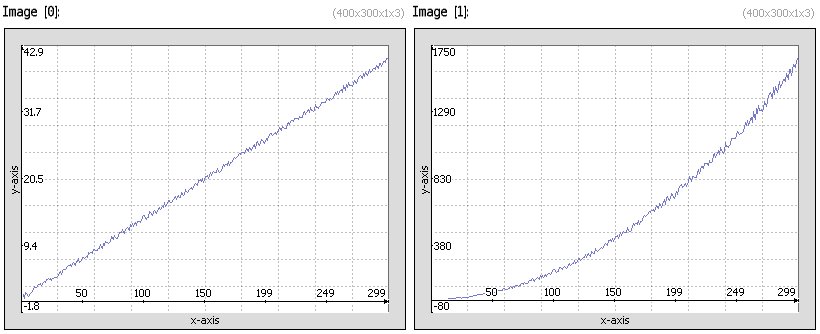 Image [0]: (400x300x1x3)
42.9
31.7
20.5
9.4
-1.8
y-axis
50 100 150 199 249 299
x-axis
Image [1]: (400x300x1x3)
1750
1290
830
380
-80
y-axis
50 100 150 199 249 299
x-axis